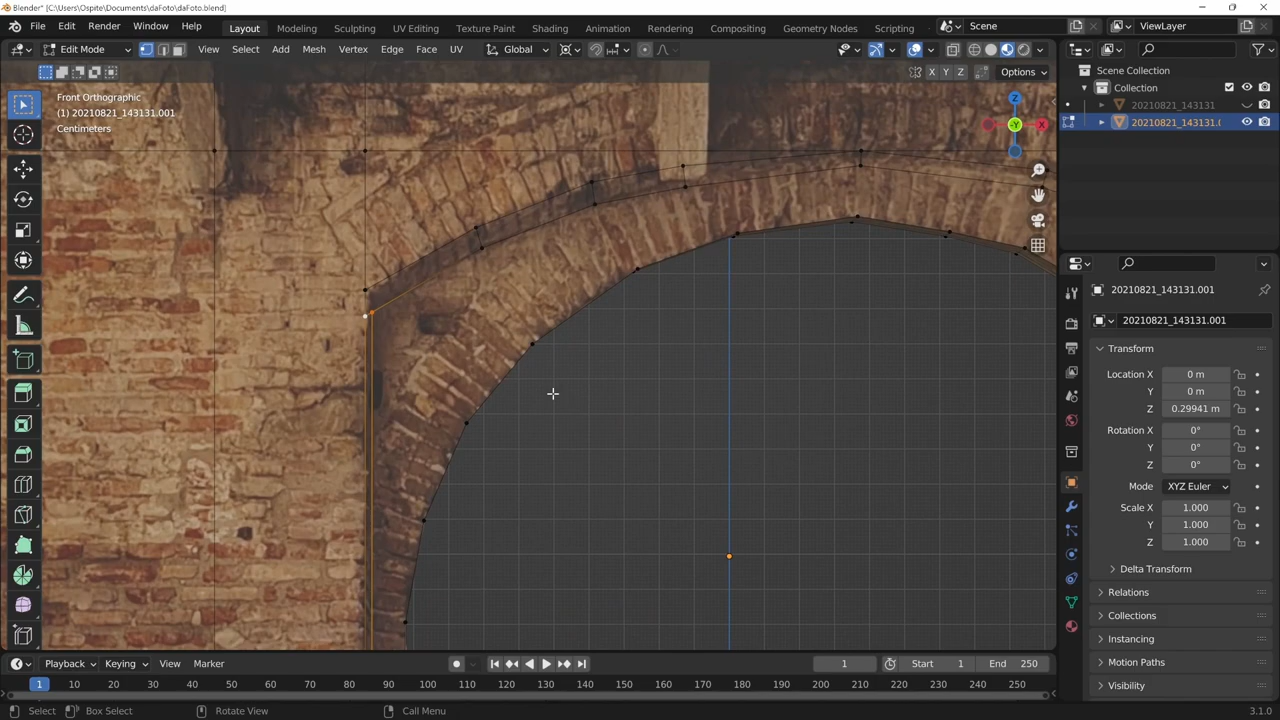 Blender* [C:\Users\Ospite\Documents\daFoto\daFoto.blend]
File Edit Render Window Help Layout Modeling Sculpting UV Editing Texture Paint Shading Animation Rendering Compositing Geometry Nodes Scripting Scene ViewLayer
Edit Mode View Select Add Mesh Vertex Edge Face UV Global
X Y Z Options
Front Orthographic
(1) 20210821_143131.001
Centimeters
Z
-Y X
Scene Collection
Collection
20210821_143131
20210821_143131.(
20210821_143131.001
20210821_143131.001
Transform
Location X 0 m
Y 0 m
Z 0.29941 m
Rotation X 0°
Y 0°
Z 0°
Mode XYZ Euler
Scale X 1.000
Y 1.000
Z 1.000
Delta Transform
Relations
Collections
Instancing
Motion Paths
Visibility
Playback Keying View Marker 1 Start 1 End 250
1 10 20 30 40 50 60 70 80 90 100 110 120 130 140 150 160 170 180 190 200 210 220 230 240 250
Select Box Select Rotate View Call Menu 3.1.0